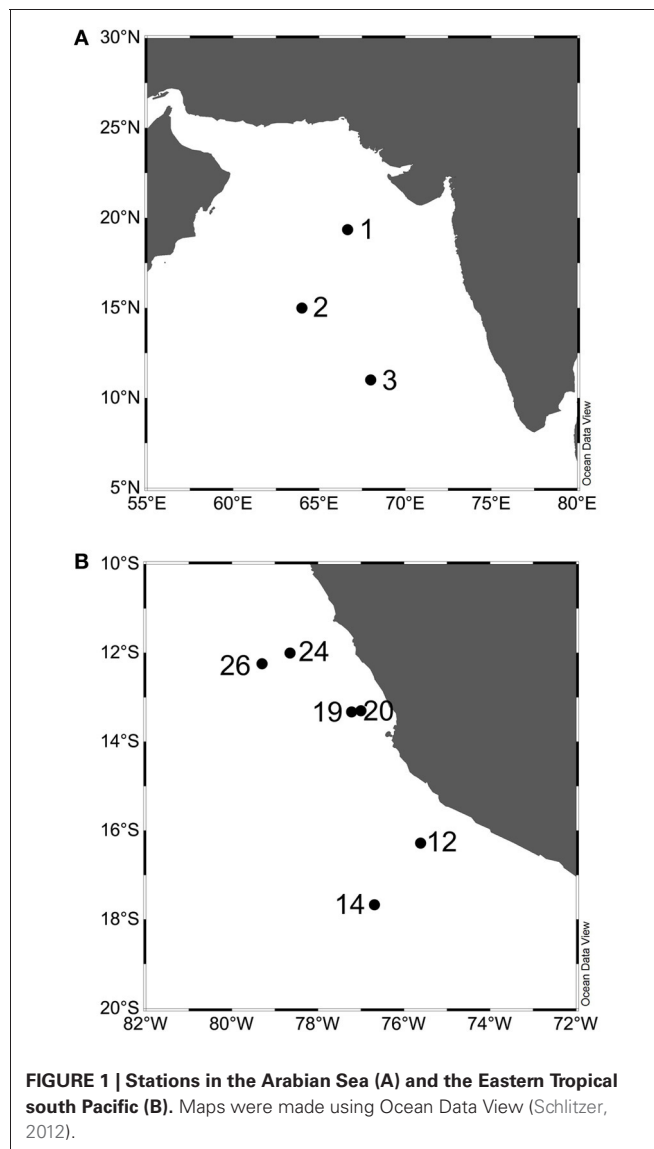 A
30°N
25°N
20°N
15°N
10°N
5°N
1
2
3
55°E 60°E 65°E 70°E 75°E 80°E
Ocean Data View
B
10°S
12°S
14°S
16°S
18°S
20°S
26 24
19 20
12
14
82°W 80°W 78°W 76°W 74°W 72°W
Ocean Data View
FIGURE 1 | Stations in the Arabian Sea (A) and the Eastern Tropical
south Pacific (B). Maps were made using Ocean Data View (Schlitzer,
2012).